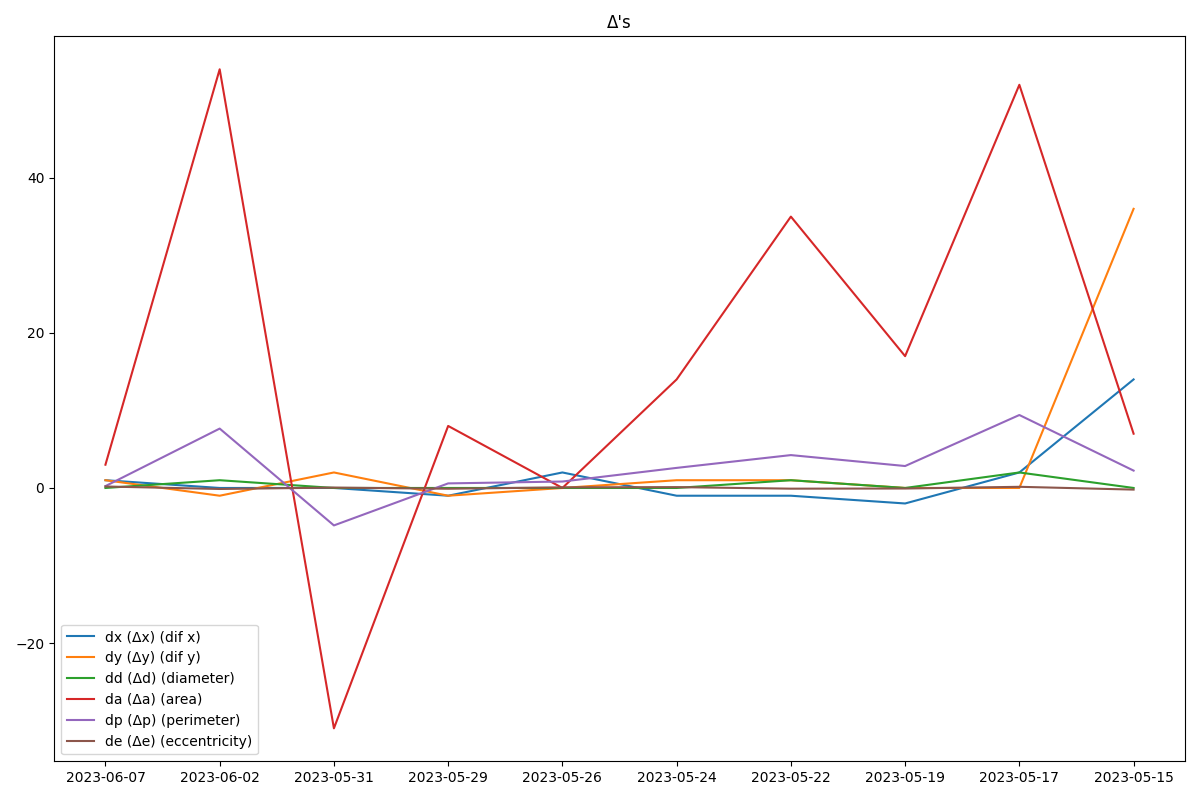 Δ's
40
20
0
−20
dx (Δx) (dif x)
dy (Δy) (dif y)
dd (Δd) (diameter)
da (Δa) (area)
dp (Δp) (perimeter)
de (Δe) (eccentricity)
2023-06-07 2023-06-02 2023-05-31 2023-05-29 2023-05-26 2023-05-24 2023-05-22 2023-05-19 2023-05-17 2023-05-15